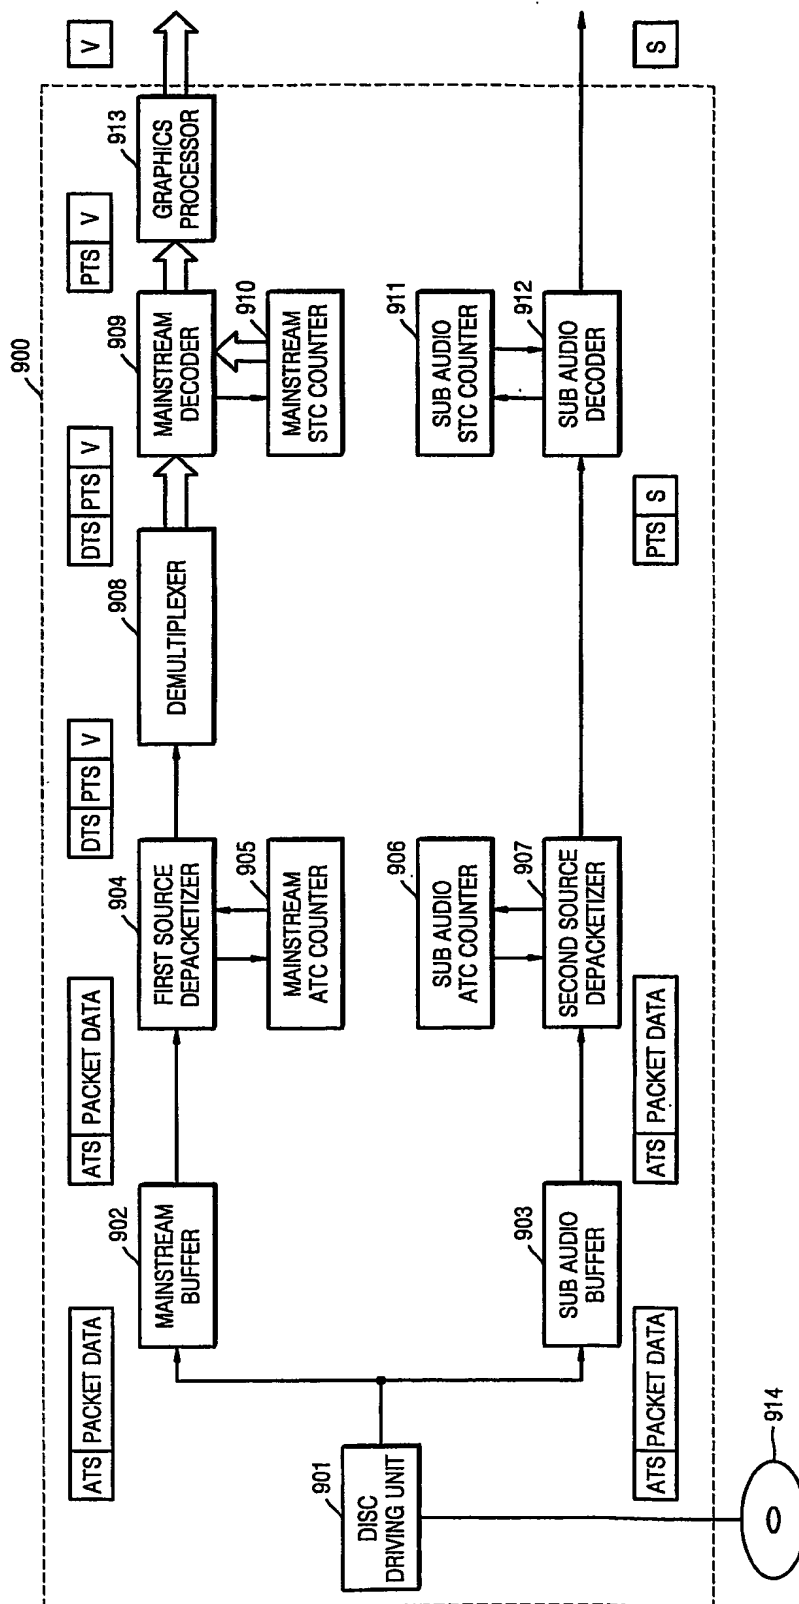 900
ATS PACKET DATA
ATS PACKET DATA
DTS PTS V
DTS PTS V
PTS V
V
901
DISC
DRIVING UNIT
902
MAINSTREAM
BUFFER
904
FIRST SOURCE
DEPACKETIZER
905
MAINSTREAM
ATC COUNTER
908
DEMULTIPLEXER
909
MAINSTREAM
DECODER
910
MAINSTREAM
STC COUNTER
913
GRAPHICS
PROCESSOR
903
SUB AUDIO
BUFFER
906
SUB AUDIO
ATC COUNTER
907
SECOND SOURCE
DEPACKETIZER
911
SUB AUDIO
STC COUNTER
912
SUB AUDIO
DECODER
ATS PACKET DATA
ATS PACKET DATA
PTS S
S
914